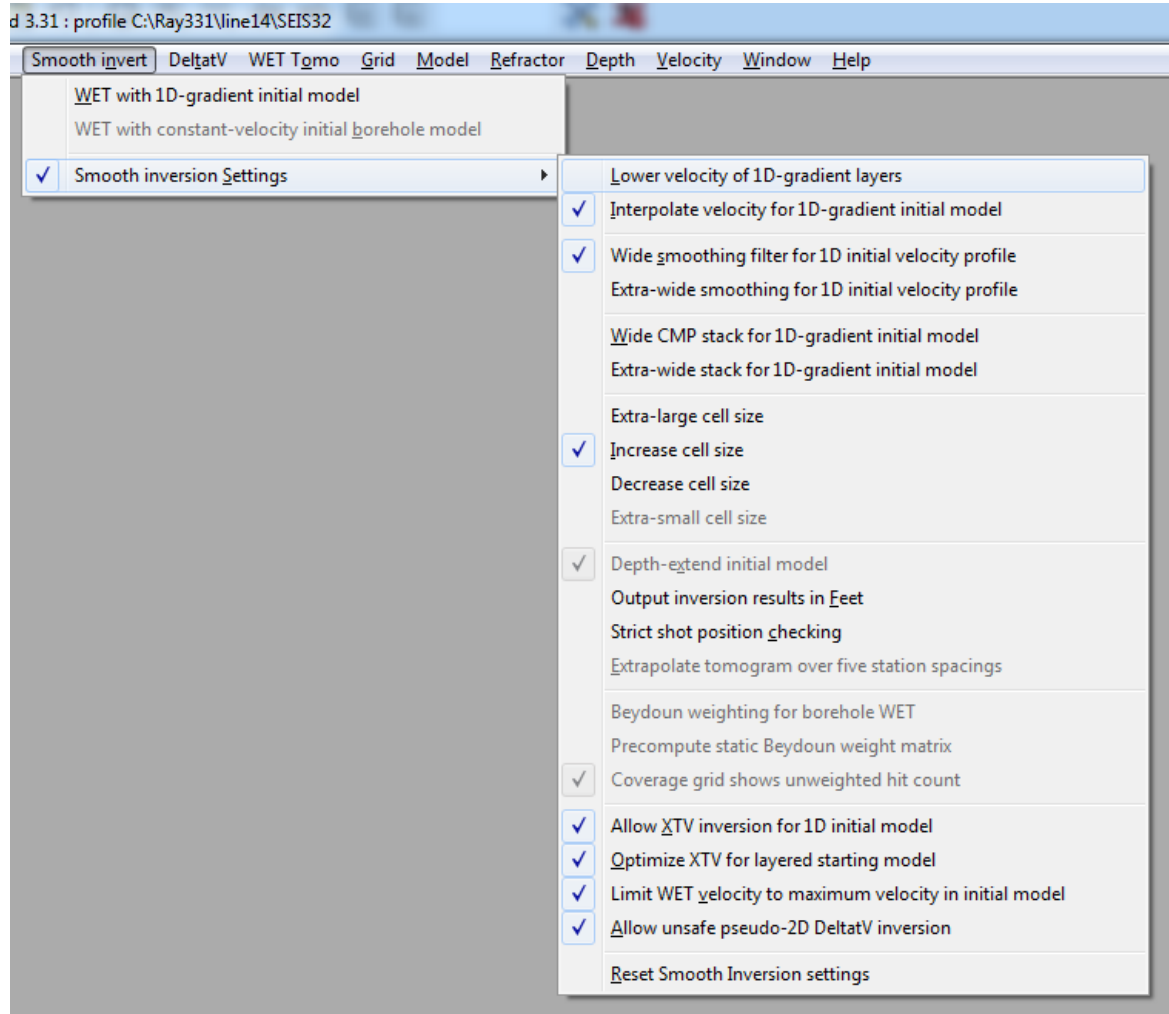 d 3.31 : profile C:\Ray331\line14\SEIS32
Smooth invert DeltatV WET Tomo Grid Model Refractor Depth Velocity Window Help
WET with 1D-gradient initial model
WET with constant-velocity initial borehole model
Smooth inversion Settings
Lower velocity of 1D-gradient layers
Interpolate velocity for 1D-gradient initial model
Wide smoothing filter for 1D initial velocity profile
Extra-wide smoothing for 1D initial velocity profile
Wide CMP stack for 1D-gradient initial model
Extra-wide stack for 1D-gradient initial model
Extra-large cell size
Increase cell size
Decrease cell size
Extra-small cell size
Depth-extend initial model
Output inversion results in Feet
Strict shot position checking
Extrapolate tomogram over five station spacings
Beydoun weighting for borehole WET
Precompute static Beydoun weight matrix
Coverage grid shows unweighted hit count
Allow XTV inversion for 1D initial model
Optimize XTV for layered starting model
Limit WET velocity to maximum velocity in initial model
Allow unsafe pseudo-2D DeltatV inversion
Reset Smooth Inversion settings